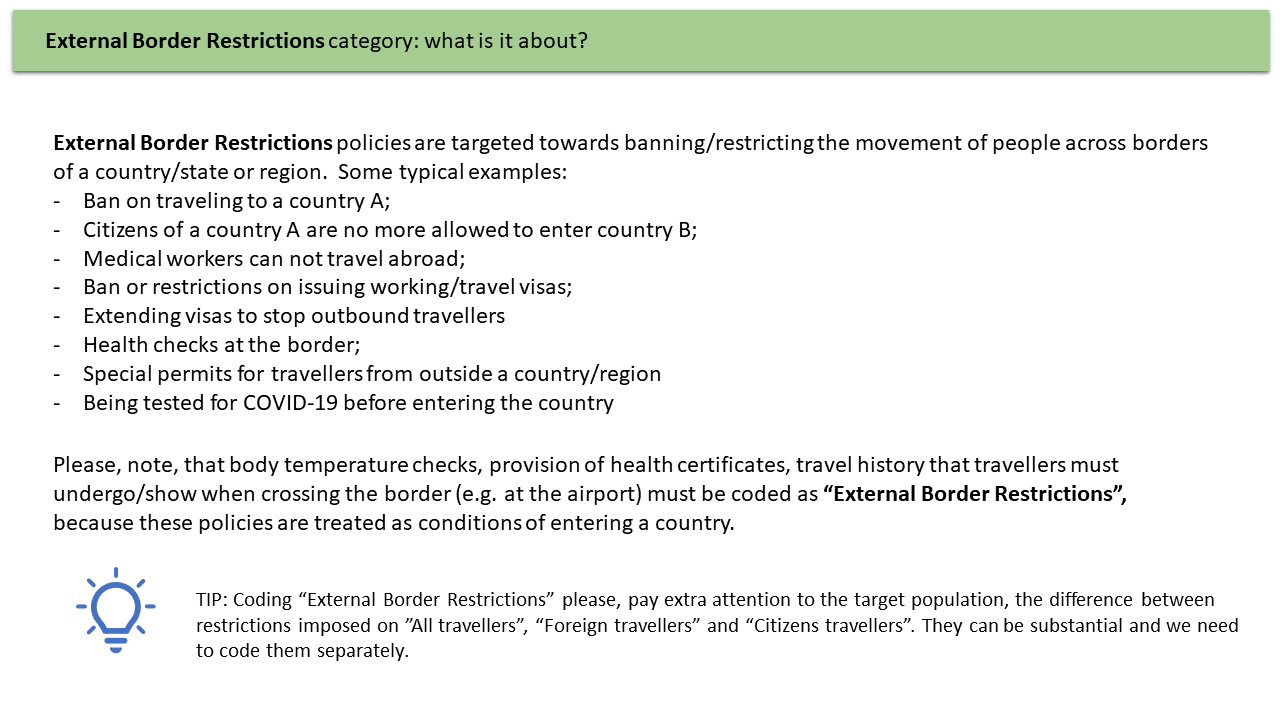 External Border Restrictions category: what is it about?
External Border Restrictions policies are targeted towards banning/restricting the movement of people across borders
of a country/state or region. Some typical examples:
- Ban on traveling to a country A;
- Citizens of a country A are no more allowed to enter country B;
- Medical workers can not travel abroad;
- Ban or restrictions on issuing working/travel visas;
- Extending visas to stop outbound travellers
- Health checks at the border;
- Special permits for travellers from outside a country/region
- Being tested for COVID-19 before entering the country
Please, note, that body temperature checks, provision of health certificates, travel history that travellers must
undergo/show when crossing the border (e.g. at the airport) must be coded as “External Border Restrictions”,
because these policies are treated as conditions of entering a country.
TIP: Coding “External Border Restrictions” please, pay extra attention to the target population, the difference between
restrictions imposed on ”All travellers”, “Foreign travellers” and “Citizens travellers”. They can be substantial and we need
to code them separately.